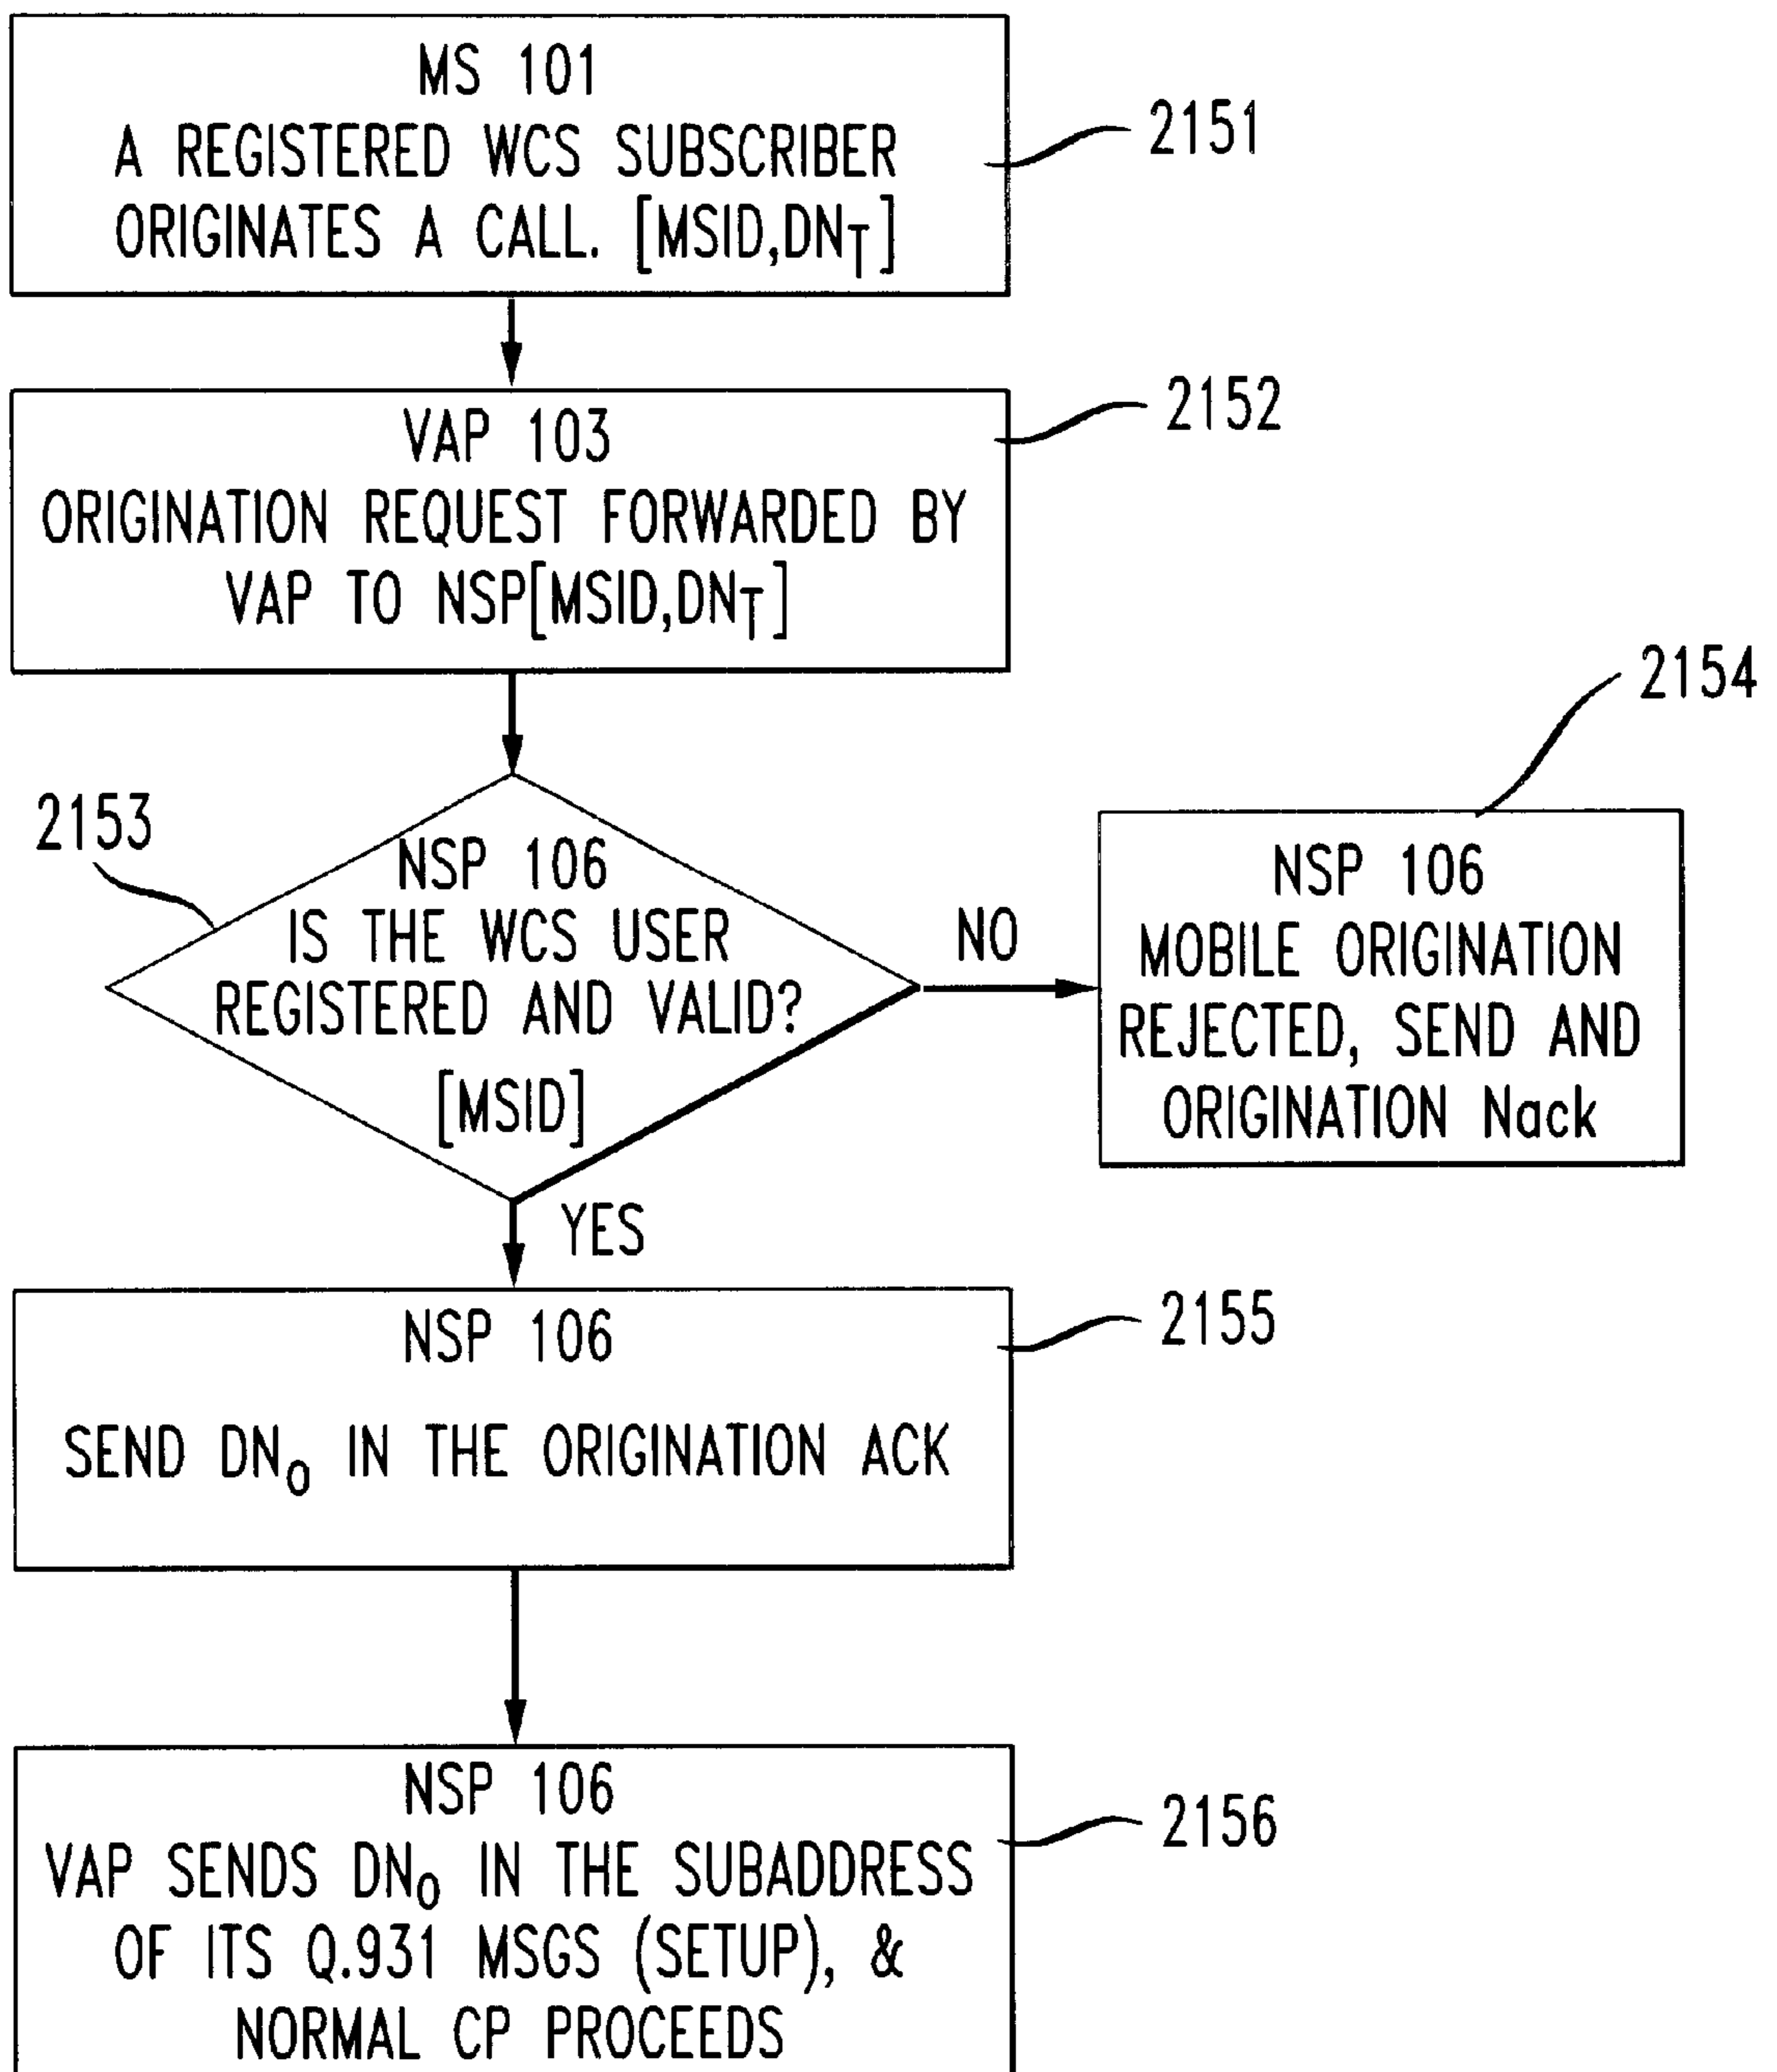 MS 101
A REGISTERED WCS SUBSCRIBER
ORIGINATES A CALL. [MSID,DNT]
2151
VAP 103
ORIGINATION REQUEST FORWARDED BY
VAP TO NSP[MSID,DNT]
2152
2153
NSP 106
IS THE WCS USER
REGISTERED AND VALID?
[MSID]
NO
YES
2154
NSP 106
MOBILE ORIGINATION
REJECTED, SEND AND
ORIGINATION Nack
NSP 106
SEND DN0 IN THE ORIGINATION ACK
2155
NSP 106
VAP SENDS DN0 IN THE SUBADDRESS
OF ITS Q.931 MSGS (SETUP), &
NORMAL CP PROCEEDS
2156